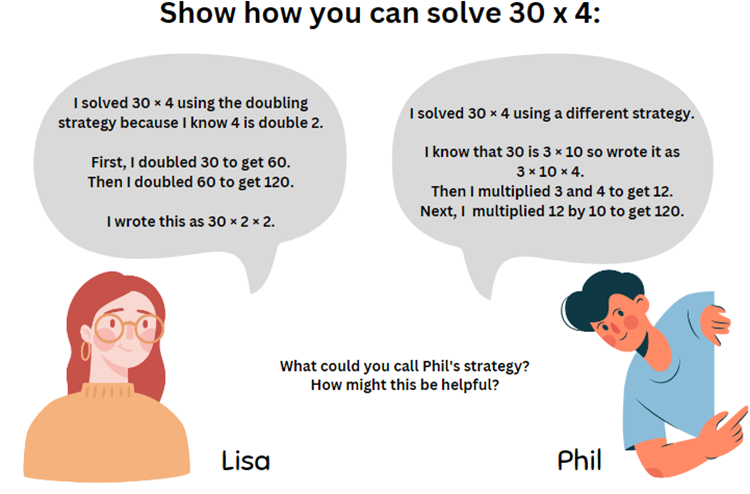 Show how you can solve 30 x 4:
I solved 30 × 4 using the doubling
strategy because I know 4 is double 2.
First, I doubled 30 to get 60.
Then I doubled 60 to get 120.
I wrote this as 30 × 2 × 2.
I solved 30 × 4 using a different strategy.
I know that 30 is 3 × 10 so wrote it as
3 × 10 × 4.
Then I multiplied 3 and 4 to get 12.
Next, I multiplied 12 by 10 to get 120.
What could you call Phil's strategy?
How might this be helpful?
Lisa
Phil